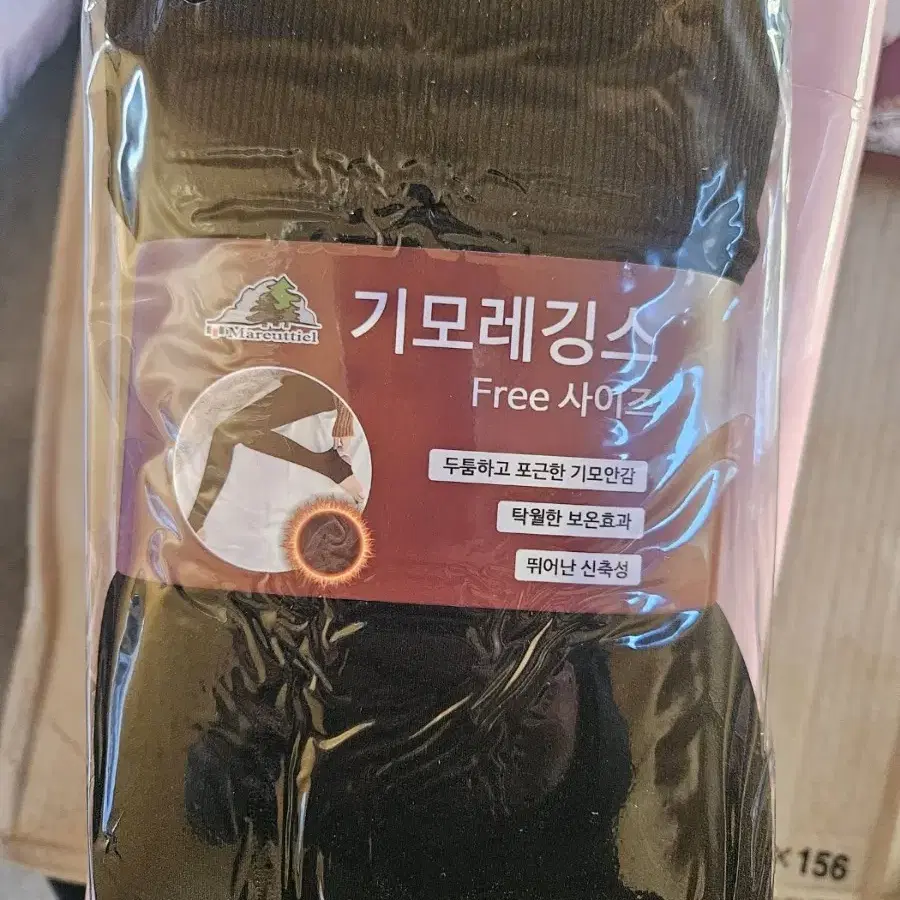 Marcuttiel
기모레깅스
Free 사이즈
두툼하고 포근한 기모안감
탁월한 보온효과
뛰어난 신축성
×156